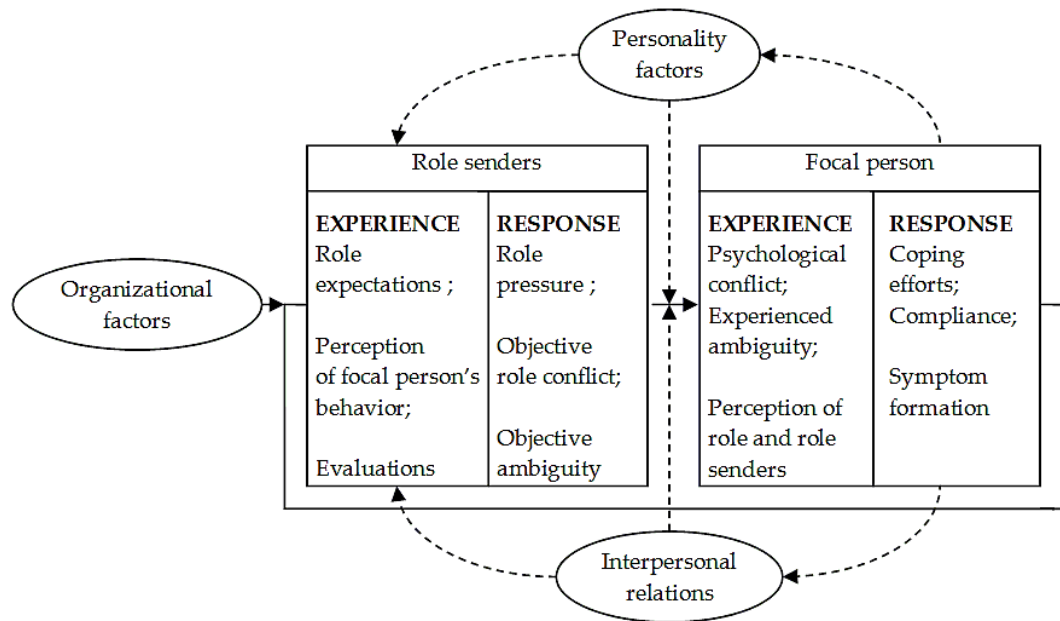 Personality
factors
Role senders
EXPERIENCE
Role
expectations ;
Perception
of focal person's
behavior;
Evaluations
RESPONSE
Role
pressure ;
Objective
role conflict;
Objective
ambiguity
Focal person
EXPERIENCE
Psychological
conflict;
Experienced
ambiguity;
Perception of
role and role
senders
RESPONSE
Coping
efforts;
Compliance;
Symptom
formation
Organizational
factors
Interpersonal
relations